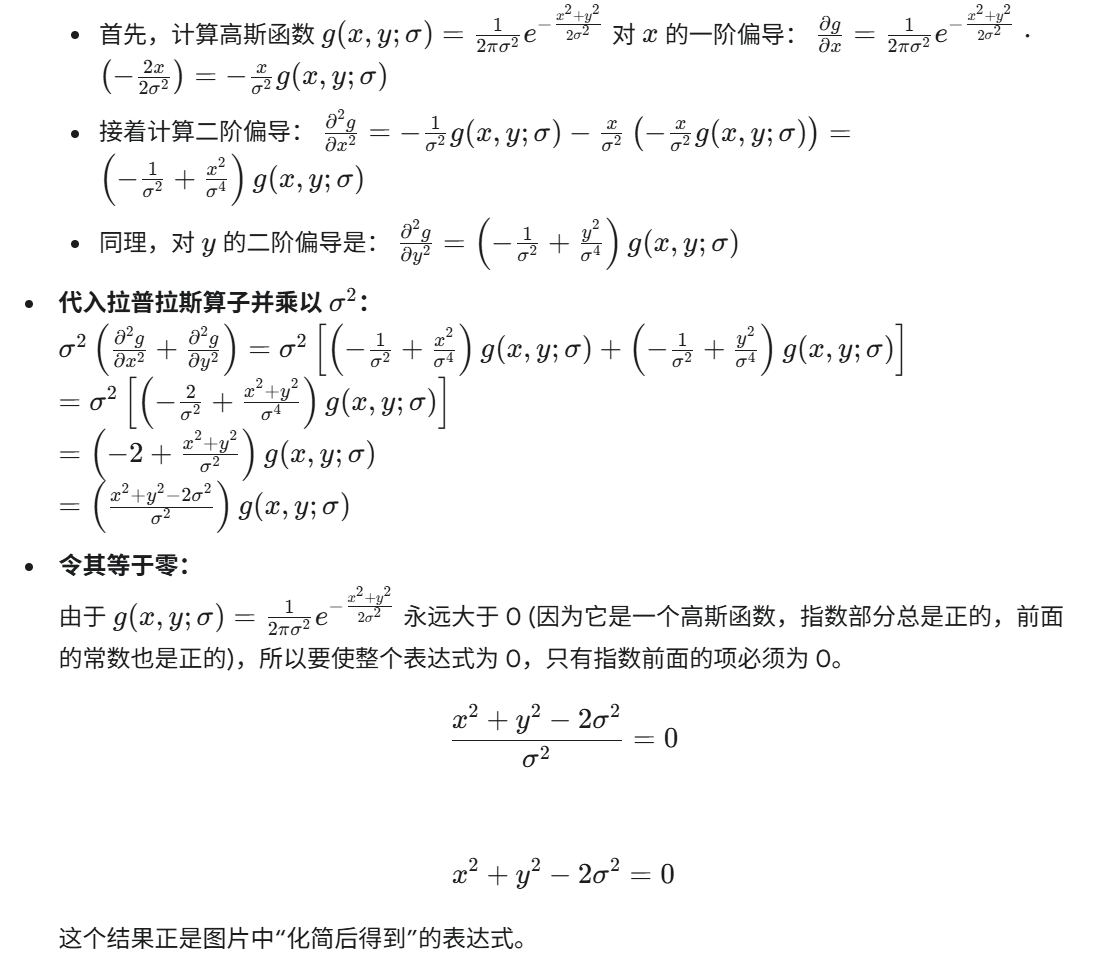 • 首先，计算高斯函数 $g(x,y;\sigma) = \frac{1}{2\pi\sigma^2}e^{-\frac{x^2+y^2}{2\sigma^2}}$ 对 $x$ 的一阶偏导： $\frac{\partial g}{\partial x} = \frac{1}{2\pi\sigma^2}e^{-\frac{x^2+y^2}{2\sigma^2}} \cdot$
$\left(-\frac{2x}{2\sigma^2}\right) = -\frac{x}{\sigma^2}g(x,y;\sigma)$
• 接着计算二阶偏导： $\frac{\partial^2 g}{\partial x^2} = -\frac{1}{\sigma^2}g(x,y;\sigma) - \frac{x}{\sigma^2}\left(-\frac{x}{\sigma^2}g(x,y;\sigma)\right) =$
$\left(-\frac{1}{\sigma^2} + \frac{x^2}{\sigma^4}\right)g(x,y;\sigma)$
• 同理，对 $y$ 的二阶偏导是： $\frac{\partial^2 g}{\partial y^2} = \left(-\frac{1}{\sigma^2} + \frac{y^2}{\sigma^4}\right)g(x,y;\sigma)$
• 代入拉普拉斯算子并乘以 $\sigma^2$：
$\sigma^2\left(\frac{\partial^2 g}{\partial x^2} + \frac{\partial^2 g}{\partial y^2}\right) = \sigma^2\left[\left(-\frac{1}{\sigma^2} + \frac{x^2}{\sigma^4}\right)g(x,y;\sigma) + \left(-\frac{1}{\sigma^2} + \frac{y^2}{\sigma^4}\right)g(x,y;\sigma)\right]$
$= \sigma^2\left[\left(-\frac{2}{\sigma^2} + \frac{x^2+y^2}{\sigma^4}\right)g(x,y;\sigma)\right]$
$= \left(-2 + \frac{x^2+y^2}{\sigma^2}\right)g(x,y;\sigma)$
$= \left(\frac{x^2+y^2-2\sigma^2}{\sigma^2}\right)g(x,y;\sigma)$
• 令其等于零：
由于 $g(x,y;\sigma) = \frac{1}{2\pi\sigma^2}e^{-\frac{x^2+y^2}{2\sigma^2}}$ 永远大于 0 (因为它是一个高斯函数，指数部分总是正的，前面
的常数也是正的)，所以要使整个表达式为 0，只有指数前面的项必须为 0。
$\frac{x^2+y^2-2\sigma^2}{\sigma^2} = 0$
$x^2+y^2-2\sigma^2 = 0$
这个结果正是图片中“化简后得到”的表达式。